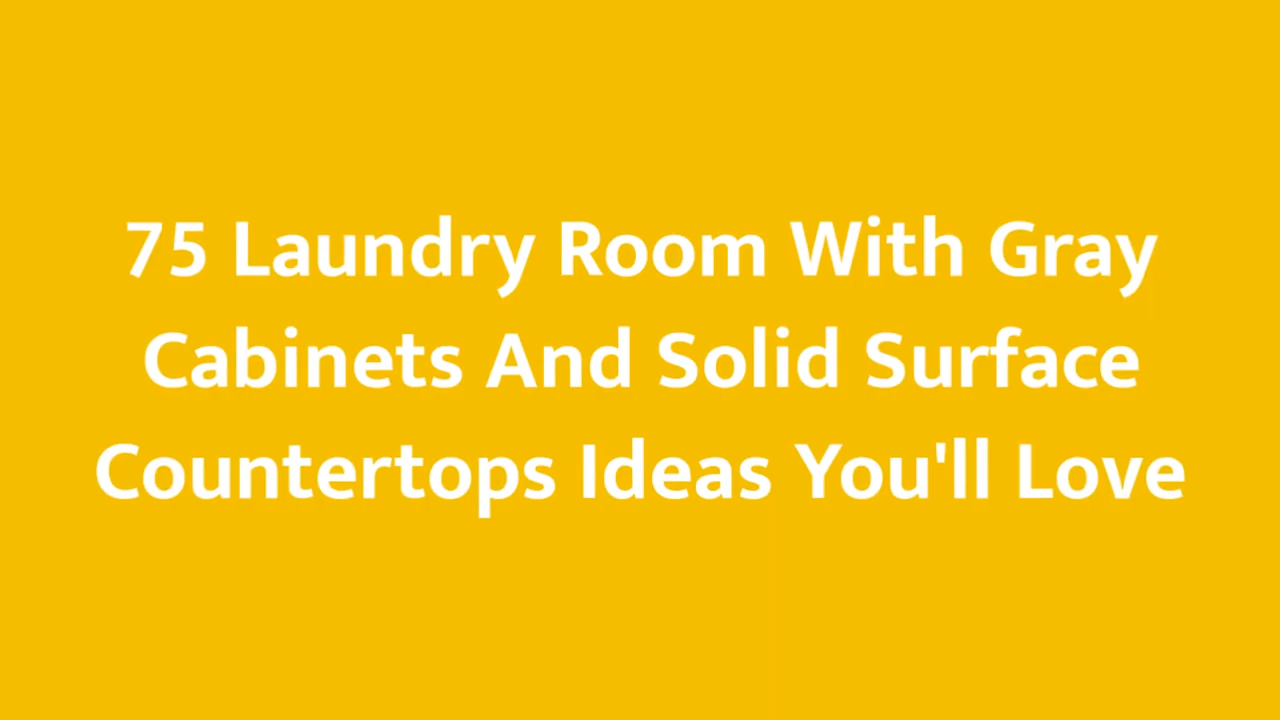 75 Laundry Room With Gray
Cabinets And Solid Surface
Countertops Ideas You'll Love